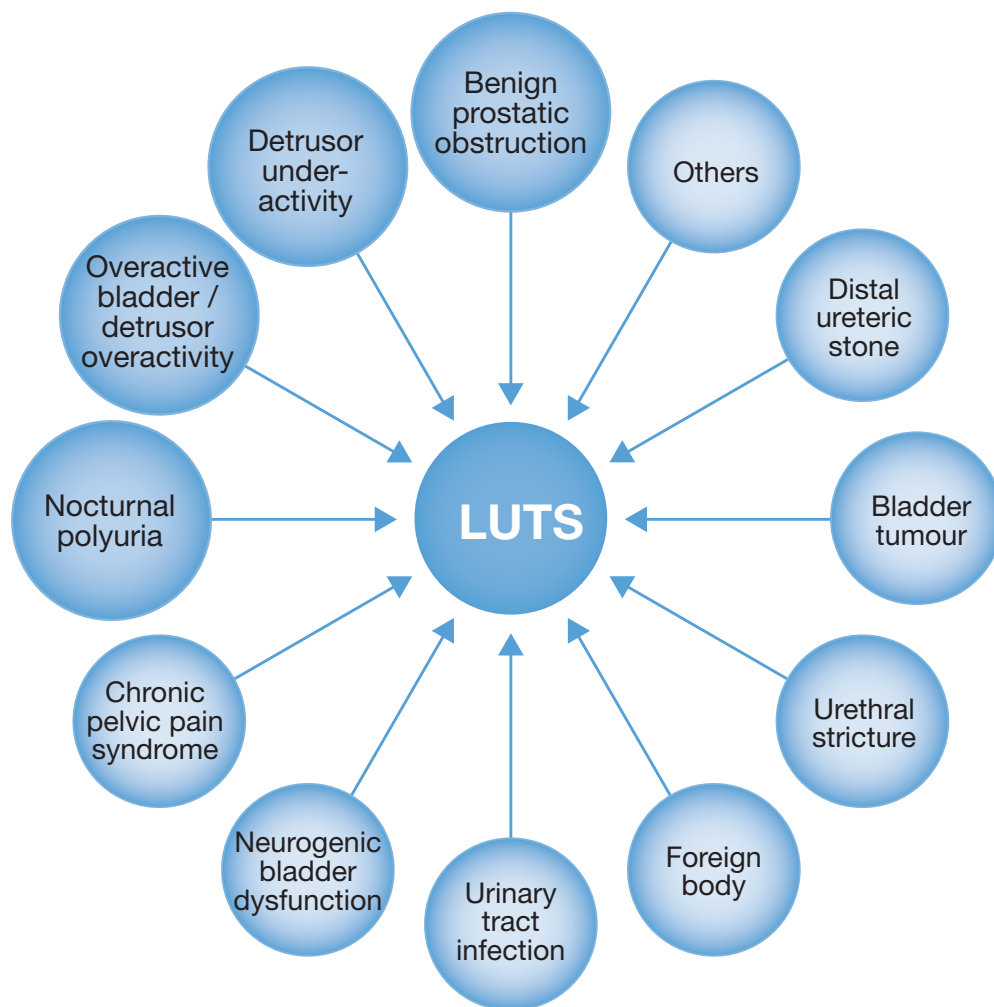 Benign
prostatic
obstruction
Others
Distal
ureteric
stone
Bladder
tumour
Urethral
stricture
Foreign
body
Urinary
tract
infection
Neurogenic
bladder
dysfunction
Chronic
pelvic pain
syndrome
Nocturnal
polyuria
Overactive
bladder /
detrusor
overactivity
Detrusor
under-
activity
LUTS